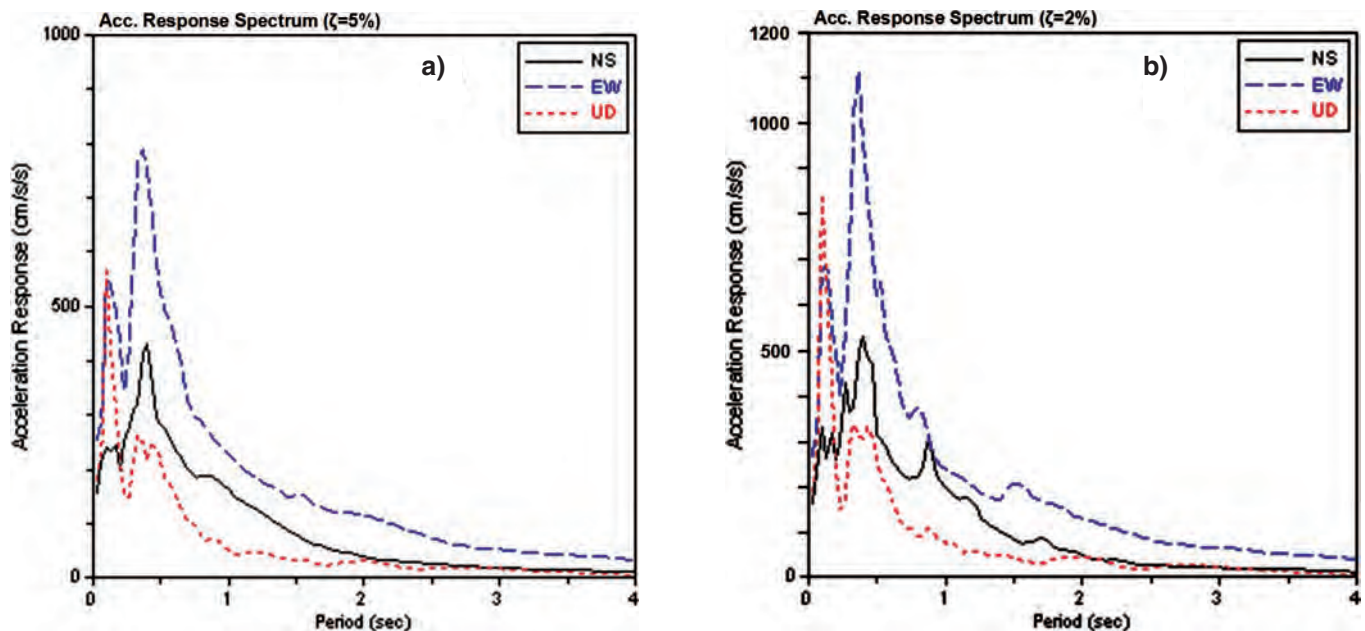 Acc. Response Spectrum (ζ=5%)
1000
500
0
Acceleration Response (cm/s/s)
a)
NS
EW
UD
0 1 2 3 4
Period (sec)
Acc. Response Spectrum (ζ=2%)
1200
1000
500
0
Acceleration Response (cm/s/s)
b)
NS
EW
UD
0 1 2 3 4
Period (sec)